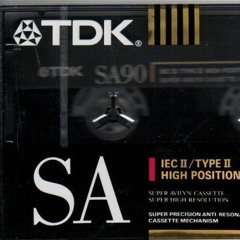 TDK®
TDK SA90
SA
IEC II/TYPE II
HIGH POSITION
SUPER AVILYN CASSETTE
SUPER HIGH RESOLUTION
SUPER PRECISION ANTI-RESONA
CASSETTE MECHANISM